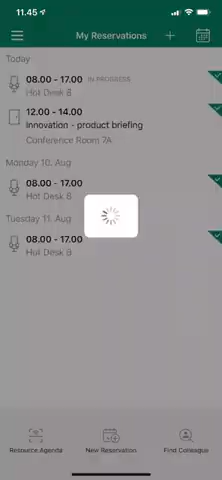 11.45
My Reservations
Today
08.00 - 17.00 IN PROGRESS
Hot Desk 8
12.00 - 14.00
Innovation - product briefing
Conference Room 2A
Monday 10. Aug
08.00 - 17.00
Hot Desk 8
Tuesday 11. Aug
08.00 - 17.00
Hot Desk 8
Resource Agenda
New Reservation
Find Colleague